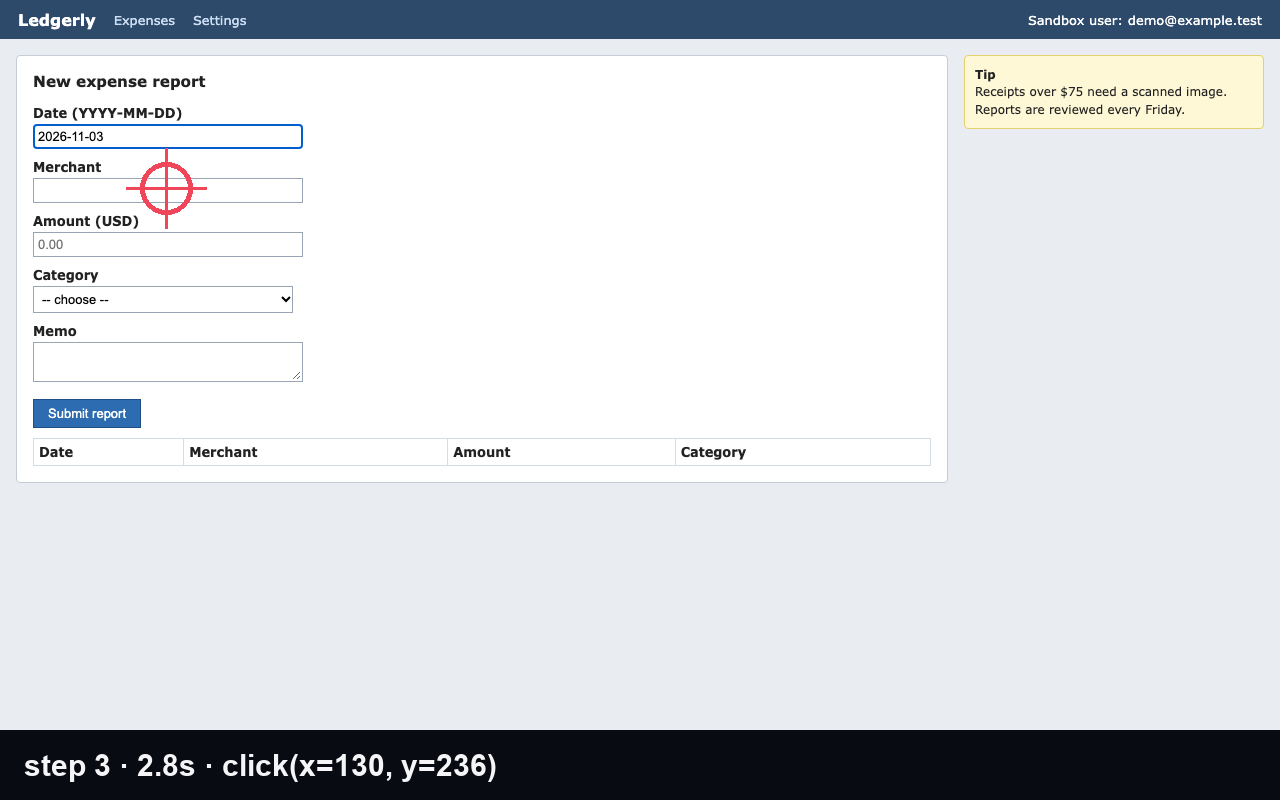 Ledgerly Expenses Settings Sandbox user: demo@example.test
New expense report
Date (YYYY-MM-DD)
2026-11-03
Merchant
Amount (USD)
0.00
Category
-- choose --
Memo
Submit report
Date Merchant Amount Category
Tip
Receipts over $75 need a scanned image.
Reports are reviewed every Friday.
step 3 · 2.8s · click(x=130, y=236)